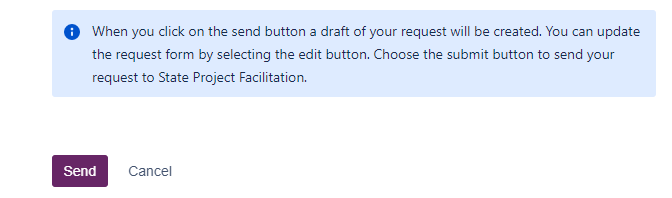 When you click on the send button a draft of your request will be created. You can update
the request form by selecting the edit button. Choose the submit button to send your
request to State Project Facilitation.
Send Cancel